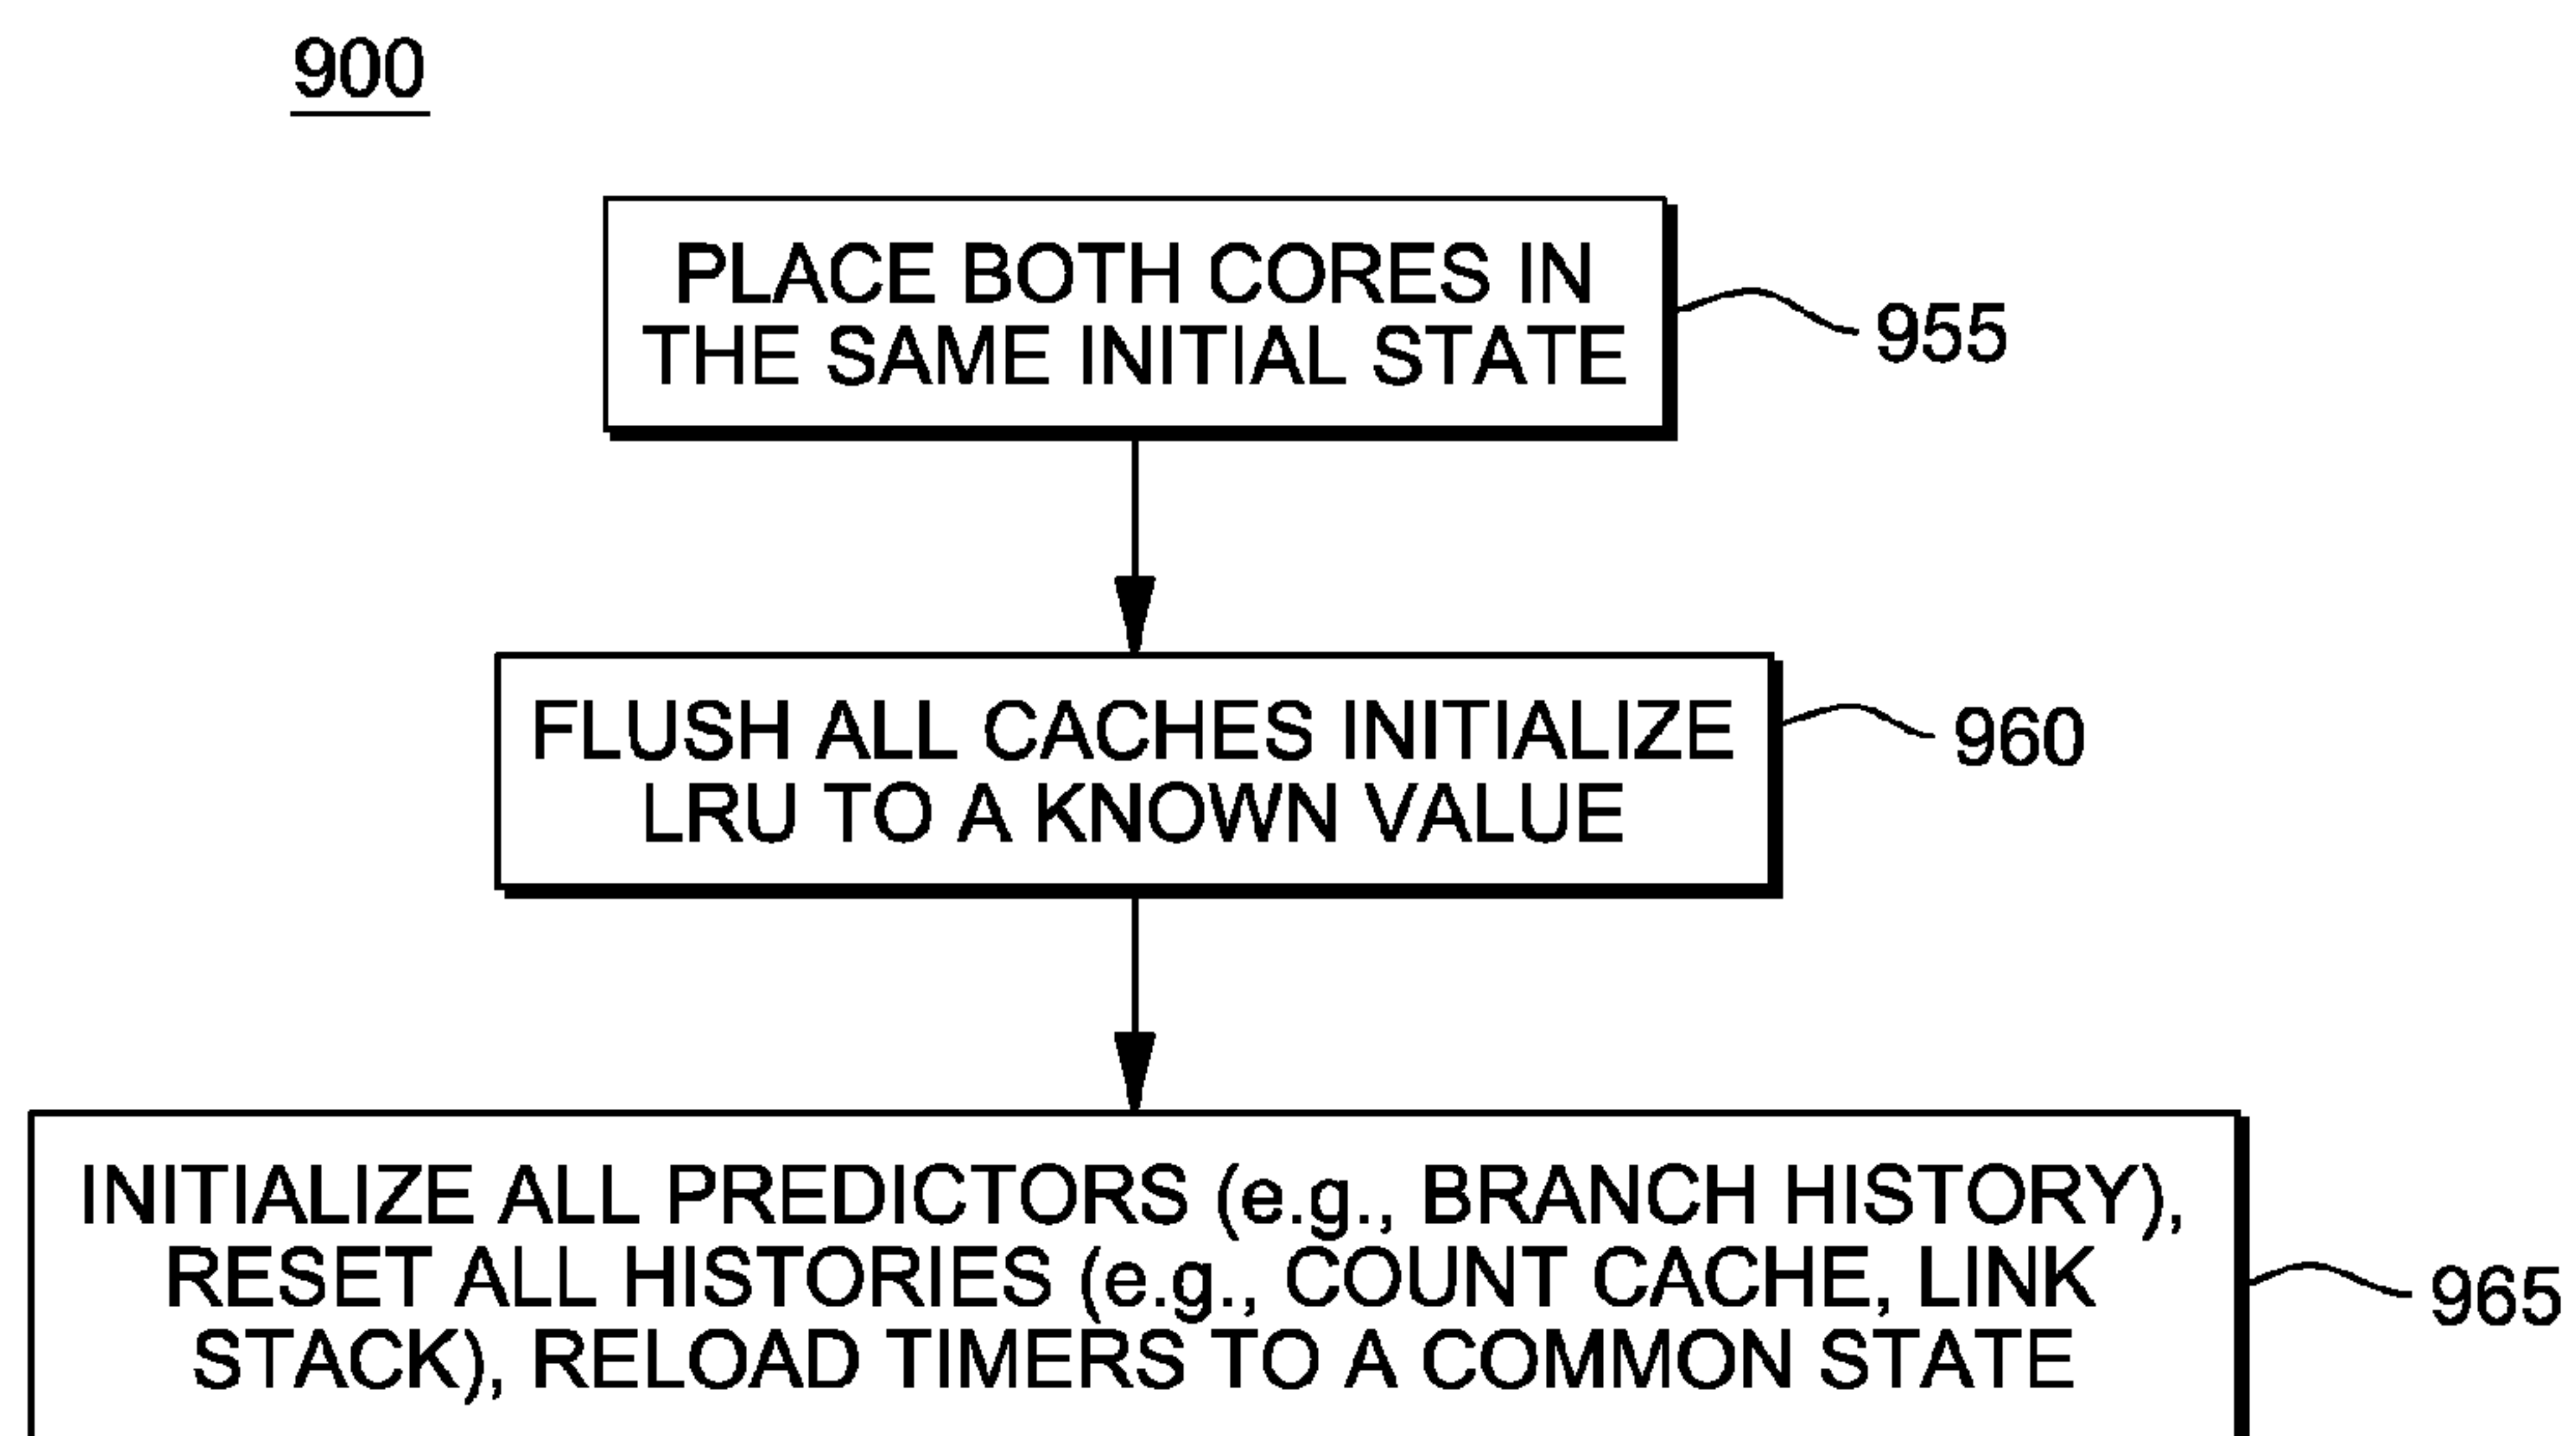 900
PLACE BOTH CORES IN
THE SAME INITIAL STATE
955
FLUSH ALL CACHES INITIALIZE
LRU TO A KNOWN VALUE
960
INITIALIZE ALL PREDICTORS (e.g., BRANCH HISTORY),
RESET ALL HISTORIES (e.g., COUNT CACHE, LINK
STACK), RELOAD TIMERS TO A COMMON STATE
965